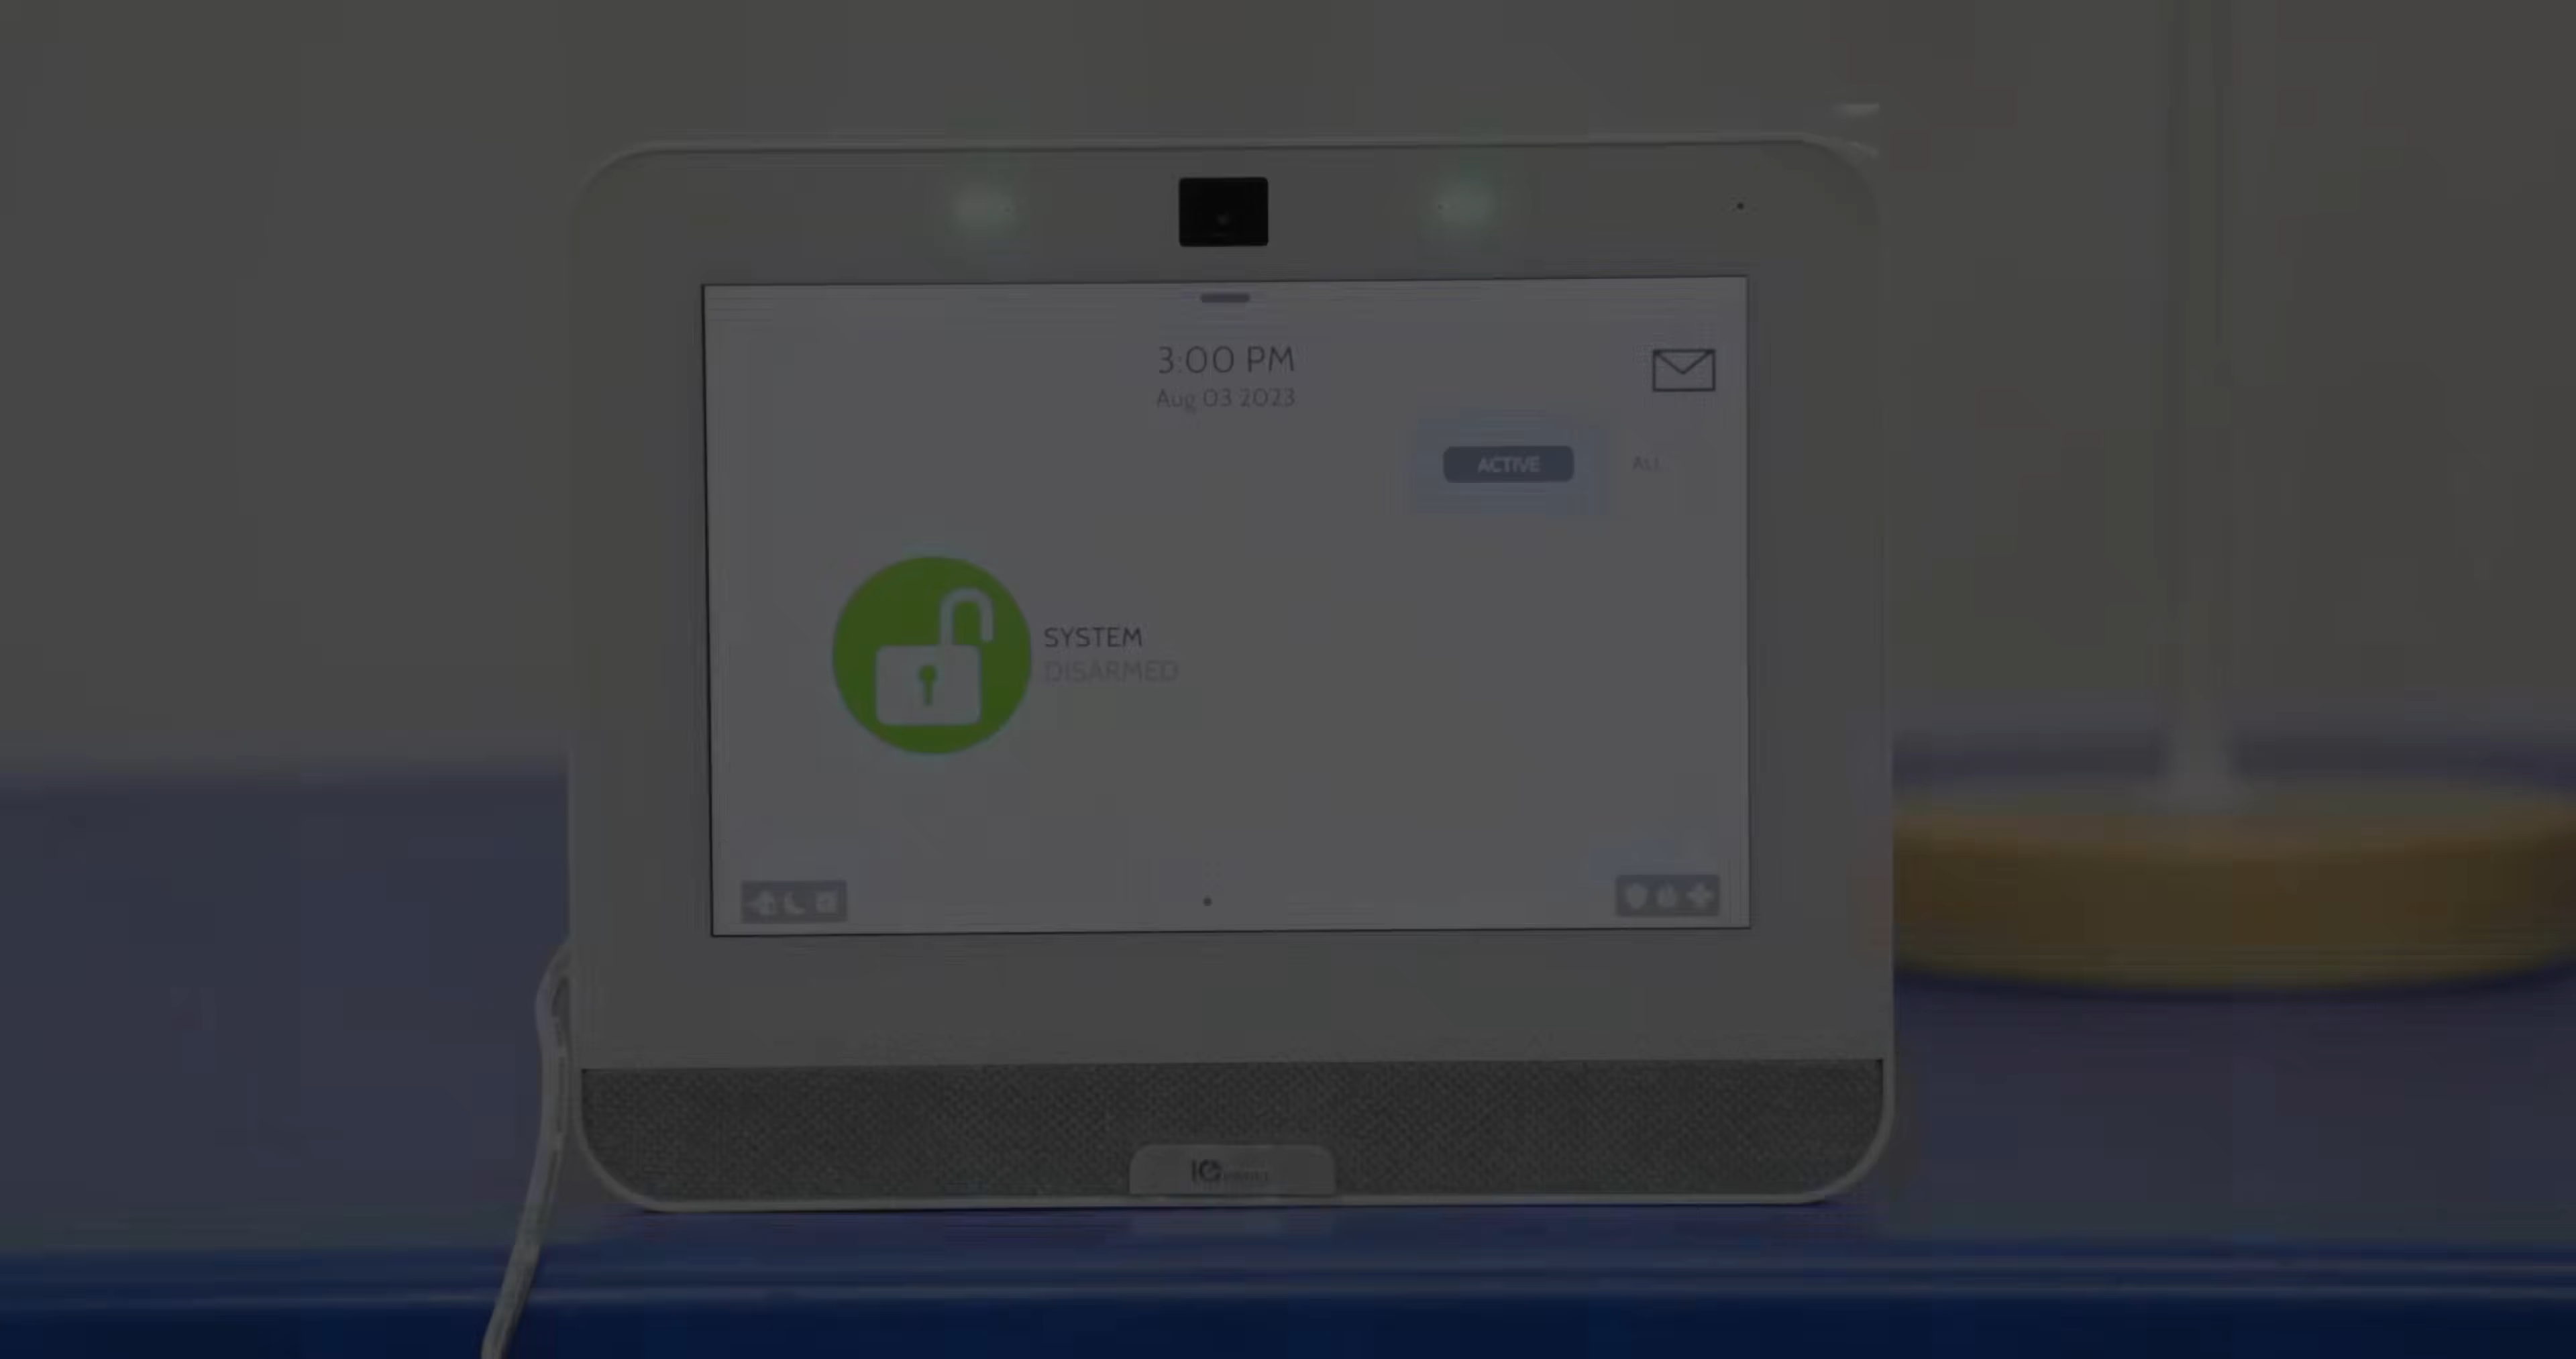 3:00 PM
Aug 03 2023
ACTIVE
ALL
SYSTEM
DISARMED
IQ